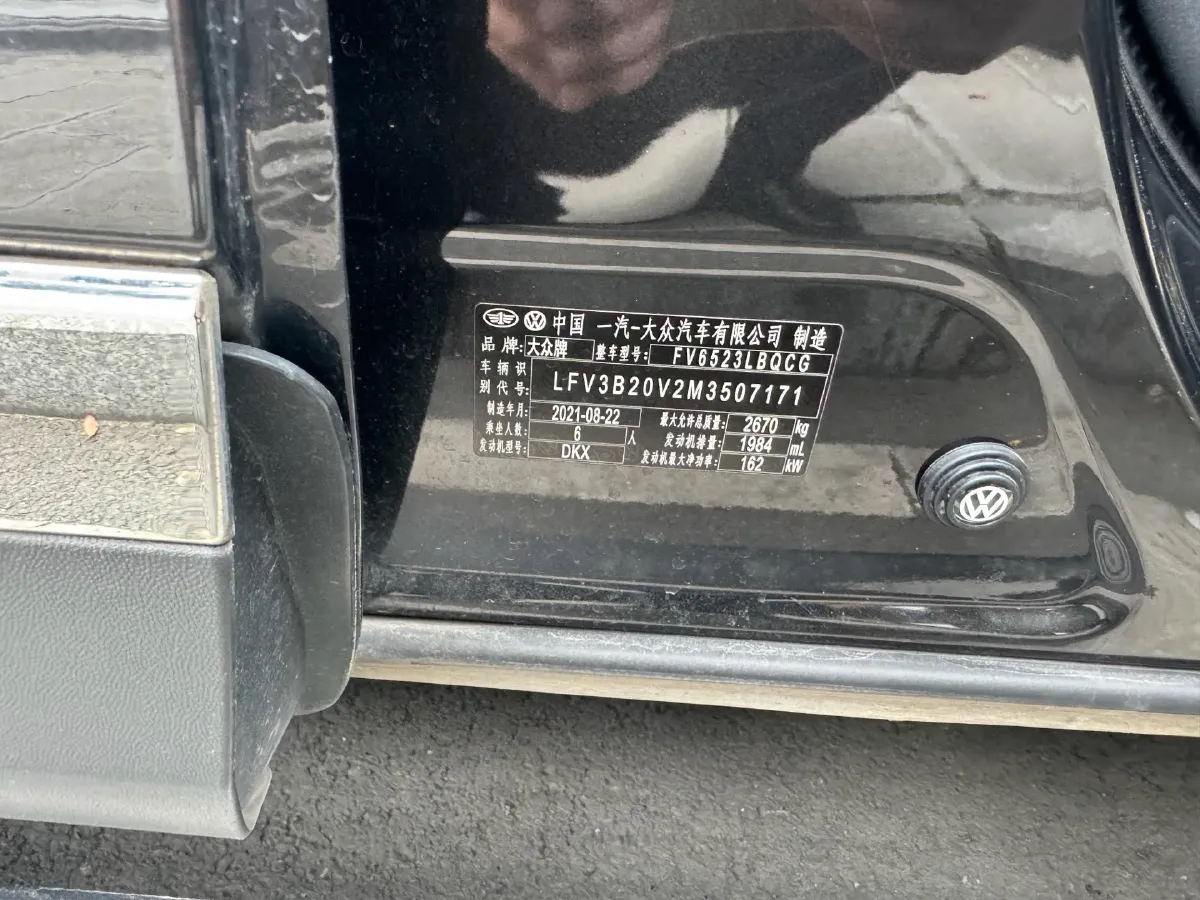 中国 一汽-大众汽车有限公司 制造
品牌: 大众牌 整车型号: FV6523LBQCG
车辆识别代号: LFV3B20V2M3507171
制造年月: 2021-08-22 最大允许总质量: 2670 kg
乘坐人数: 6 人 发动机排量: 1984 mL
发动机型号: DKX 发动机最大净功率: 162 kW